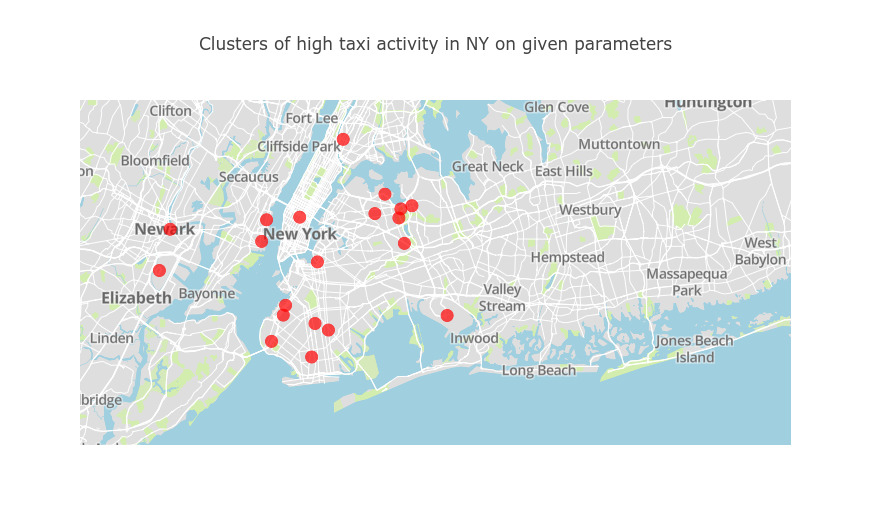 Clusters of high taxi activity in NY on given parameters
Huntington
Glen Cove
Clifton
Fort Lee
Muttontown
Cliffside Park
Bloomfield
Great Neck
East Hills
on
Secaucus
Westbury
Newark
New York
West
Babylon
Hempstead
Massapequa
Park
Valley
Stream
Elizabeth
Bayonne
Linden
Inwood
Jones Beach
Island
Long Beach
lbridge